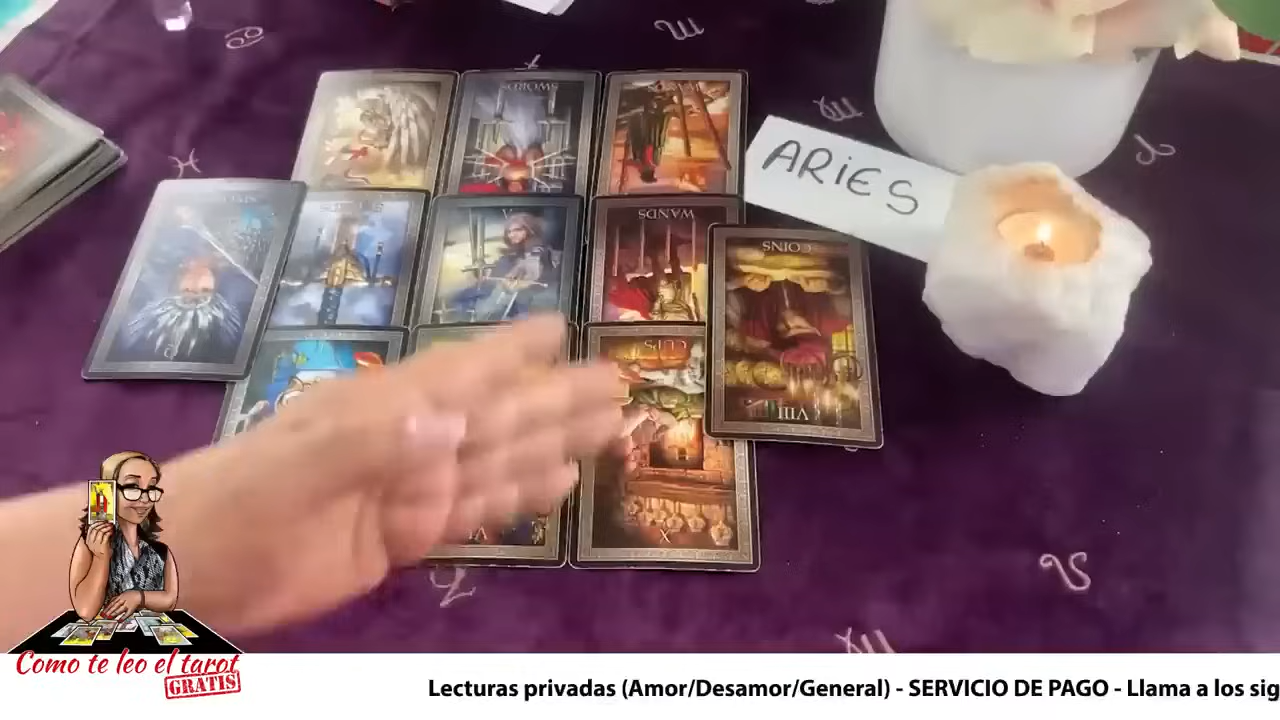 SWORDS
WANDS
ARiES
V
WANDS
COINS
CUPS
VIII
X
Como te leo el tarot
GRATIS
Lecturas privadas (Amor/Desamor/General) - SERVICIO DE PAGO - Llama a los sig